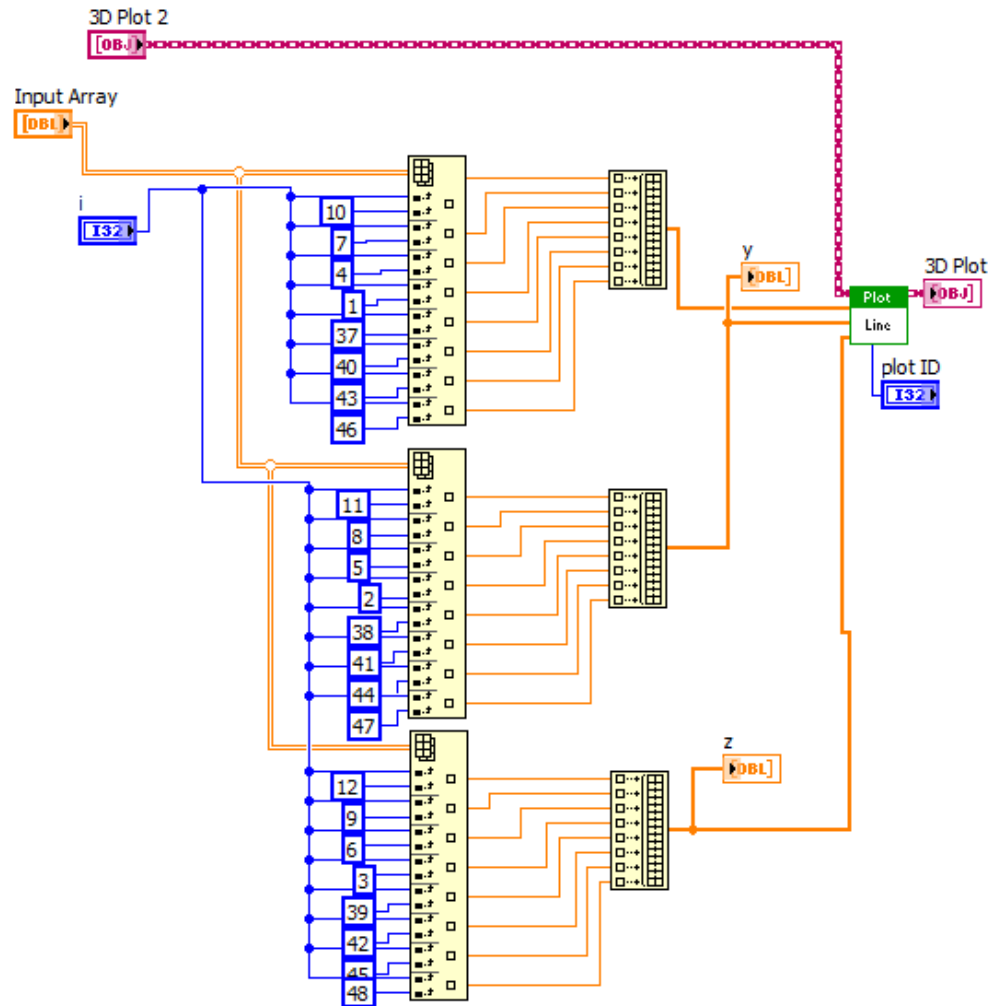 3D Plot 2
[OBJ]
Input Array
[DBL]
i
I32
10
7
4
1
37
40
43
46
y
DBL]
3D Plot
[OBJ]
Plot
Line
plot ID
I32
11
8
5
2
38
41
44
47
z
DBL]
12
9
6
3
39
42
45
48